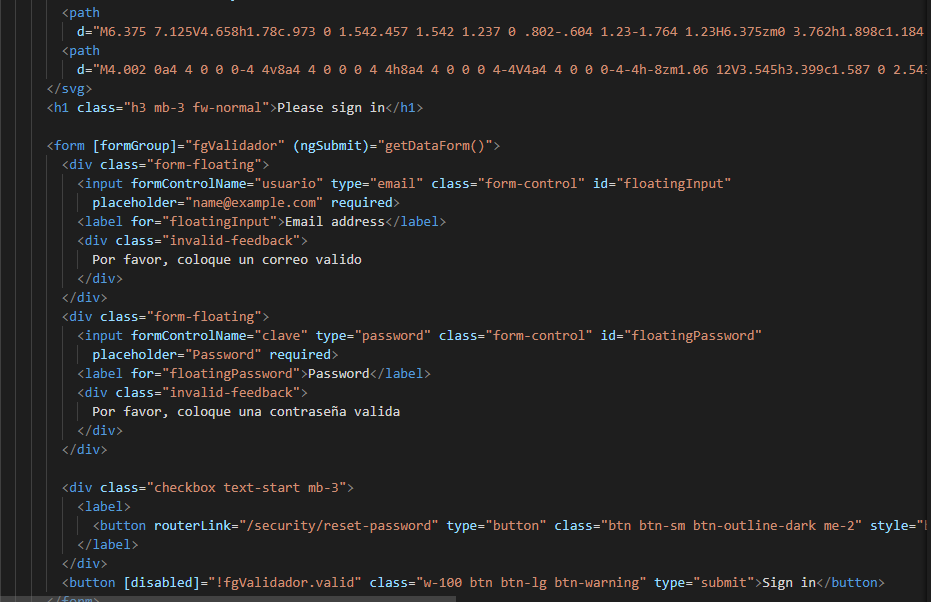 <path
d="M6.375 7.125V4.658h1.78c.973 0 1.542.457 1.542 1.237 0 .802-.604 1.23-1.764 1.23H6.375zm0 3.762h1.898c1.184
<path
d="M4.002 0a4 4 0 0 0-4 4v8a4 4 0 0 0 4 4h8a4 4 0 0 0 4-4V4a4 4 0 0 0-4-4h-8zm1.06 12V3.545h3.399c1.587 0 2.543
</svg>
<h1 class="h3 mb-3 fw-normal">Please sign in</h1>
<form [formGroup]="fgValidador" (ngSubmit)="getDataForm()">
<div class="form-floating">
<input formControlName="usuario" type="email" class="form-control" id="floatingInput"
placeholder="name@example.com" required>
<label for="floatingInput">Email address</label>
<div class="invalid-feedback">
Por favor, coloque un correo valido
</div>
</div>
<div class="form-floating">
<input formControlName="clave" type="password" class="form-control" id="floatingPassword"
placeholder="Password" required>
<label for="floatingPassword">Password</label>
<div class="invalid-feedback">
Por favor, coloque una contraseña valida
</div>
</div>
<div class="checkbox text-start mb-3">
<label>
<button routerLink="/security/reset-password" type="button" class="btn btn-sm btn-outline-dark me-2" style="
</label>
</div>
<button [disabled]="!fgValidador.valid" class="w-100 btn btn-lg btn-warning" type="submit">Sign in</button>
</form>